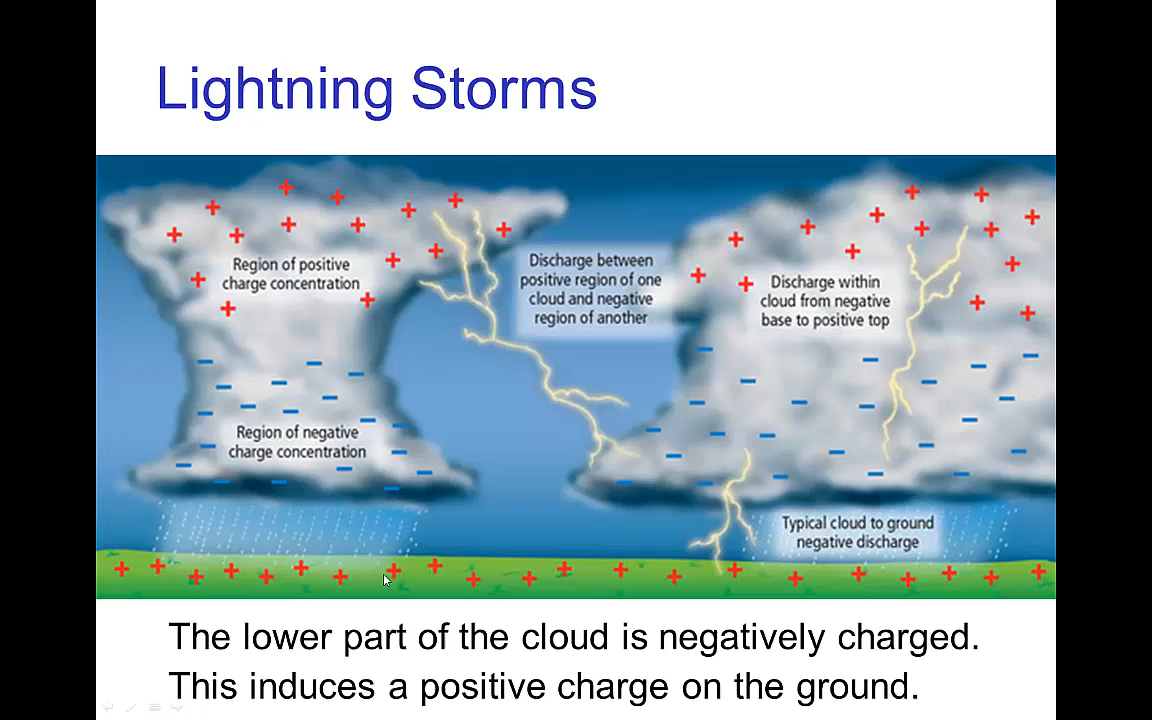 Lightning Storms
Region of positive
charge concentration
Discharge between
positive region of one
cloud and negative
region of another
Discharge within
cloud from negative
base to positive top
Region of negative
charge concentration
Typical cloud to ground
negative discharge
The lower part of the cloud is negatively charged.
This induces a positive charge on the ground.